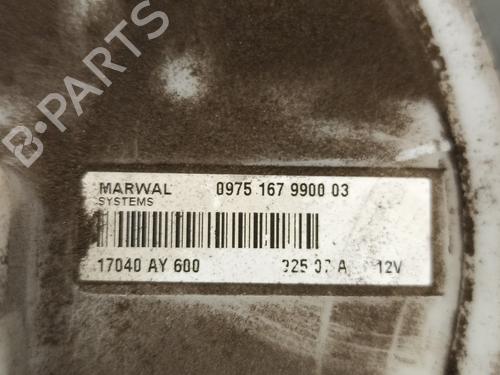 B-PARTS
MARWAL 0975 167 9900 03
SYSTEMS
17040 AY 600 12V